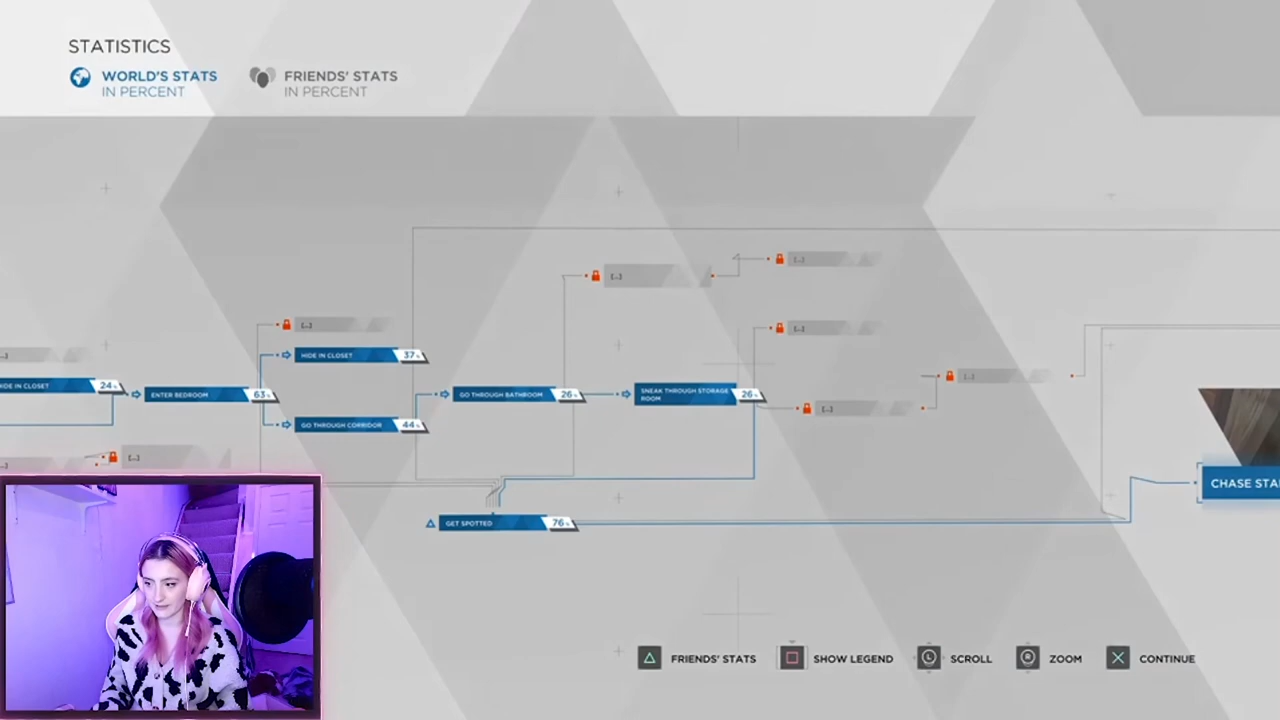 STATISTICS
WORLD'S STATS
IN PERCENT
FRIENDS' STATS
IN PERCENT
[...]
[...]
[...]
[...]
HIDE IN CLOSET 37%
[...]
HIDE IN CLOSET 24%
ENTER BEDROOM 63%
GO THROUGH BATHROOM 26%
SNEAK THROUGH STORAGE
ROOM 26%
[...]
[...]
GO THROUGH CORRIDOR 44%
[...]
GET SPOTTED 76%
CHASE STA
FRIENDS' STATS
SHOW LEGEND
L SCROLL
R ZOOM
CONTINUE